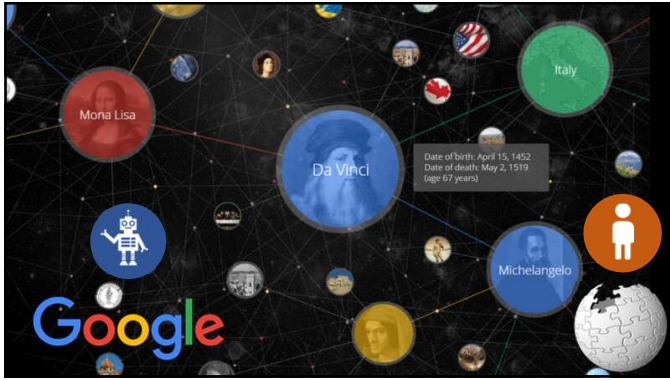 Mona Lisa
Italy
Da Vinci
Date of birth: April 15, 1452
Date of death: May 2, 1519
(age 67 years)
Michelangelo
Google